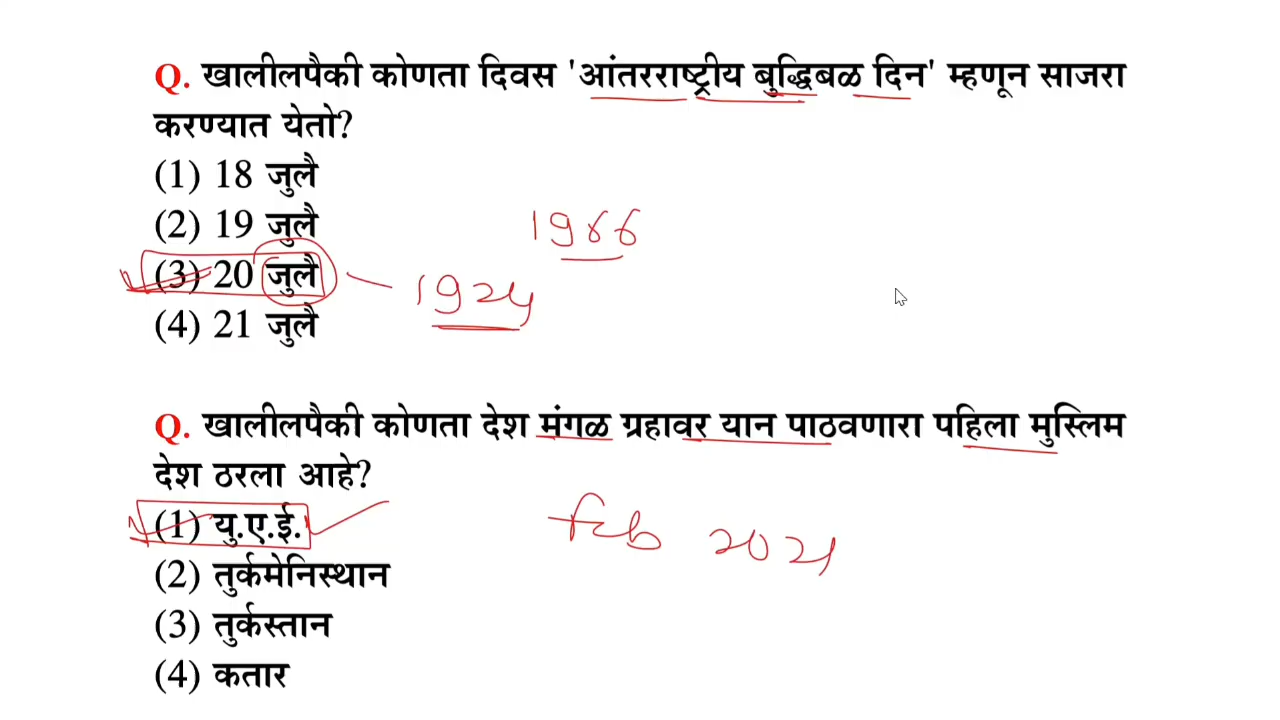 Q. खालीलपैकी कोणता दिवस 'आंतरराष्ट्रीय बुद्धिबळ दिन' म्हणून साजरा
करण्यात येतो?
(1) 18 जुलै
(2) 19 जुलै
1966
(3) 20 जुलै
1924
(4) 21 जुलै
Q. खालीलपैकी कोणता देश मंगळ ग्रहावर यान पाठवणारा पहिला मुस्लिम
देश ठरला आहे?
(1) यु.ए.ई.
Feb 2021
(2) तुर्कमेनिस्थान
(3) तुर्कस्तान
(4) कतार